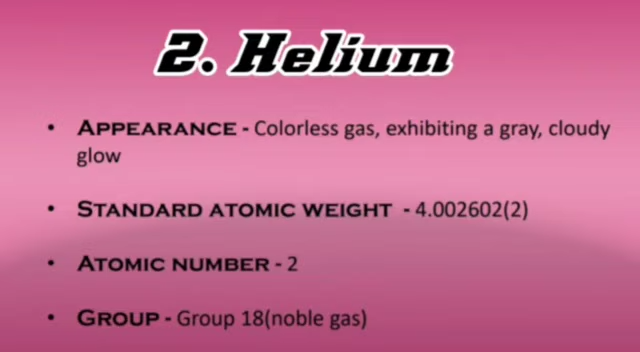 2. Helium
• APPEARANCE - Colorless gas, exhibiting a gray, cloudy
glow
• STANDARD ATOMIC WEIGHT - 4.002602(2)
• ATOMIC NUMBER - 2
• GROUP - Group 18(noble gas)